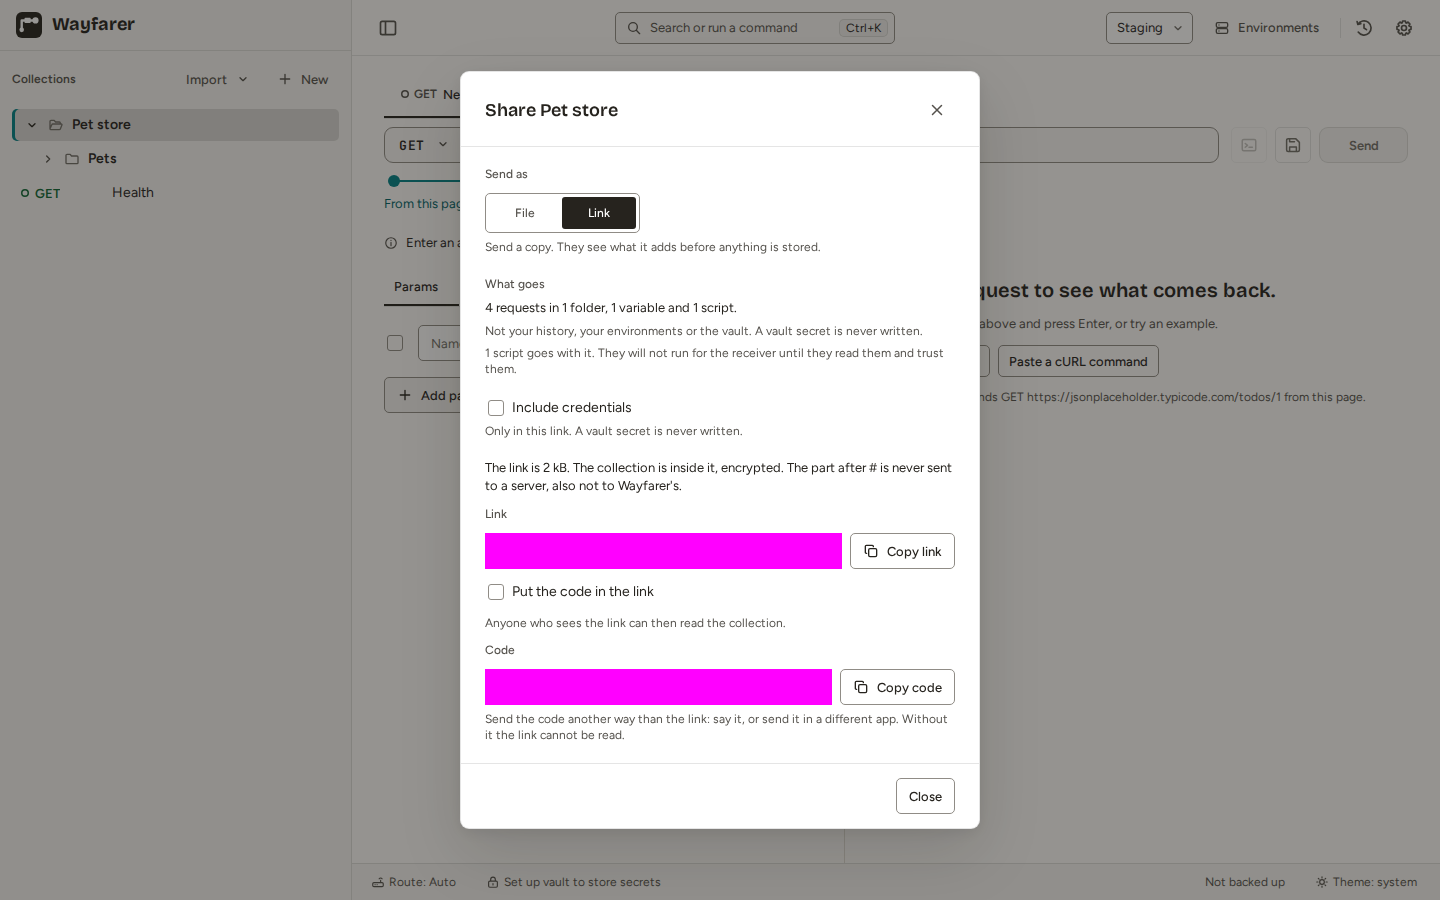 Wayfarer
Search or run a command
Ctrl+K
Staging
Environments
Collections
Import
New
Pet store
Pets
GET
Health
GET
Ne
GET
Send
From this pag
Enter an a
Params
Nam
Add pa
quest to see what comes back.
above and press Enter, or try an example.
Paste a cURL command
nds GET https://jsonplaceholder.typicode.com/todos/1 from this page.
Share Pet store
Send as
File
Link
Send a copy. They see what it adds before anything is stored.
What goes
4 requests in 1 folder, 1 variable and 1 script.
Not your history, your environments or the vault. A vault secret is never written.
1 script goes with it. They will not run for the receiver until they read them and trust
them.
Include credentials
Only in this link. A vault secret is never written.
The link is 2 kB. The collection is inside it, encrypted. The part after # is never sent
to a server, also not to Wayfarer's.
Link
Copy link
Put the code in the link
Anyone who sees the link can then read the collection.
Code
Copy code
Send the code another way than the link: say it, or send it in a different app. Without
it the link cannot be read.
Close
Route: Auto
Set up vault to store secrets
Not backed up
Theme: system